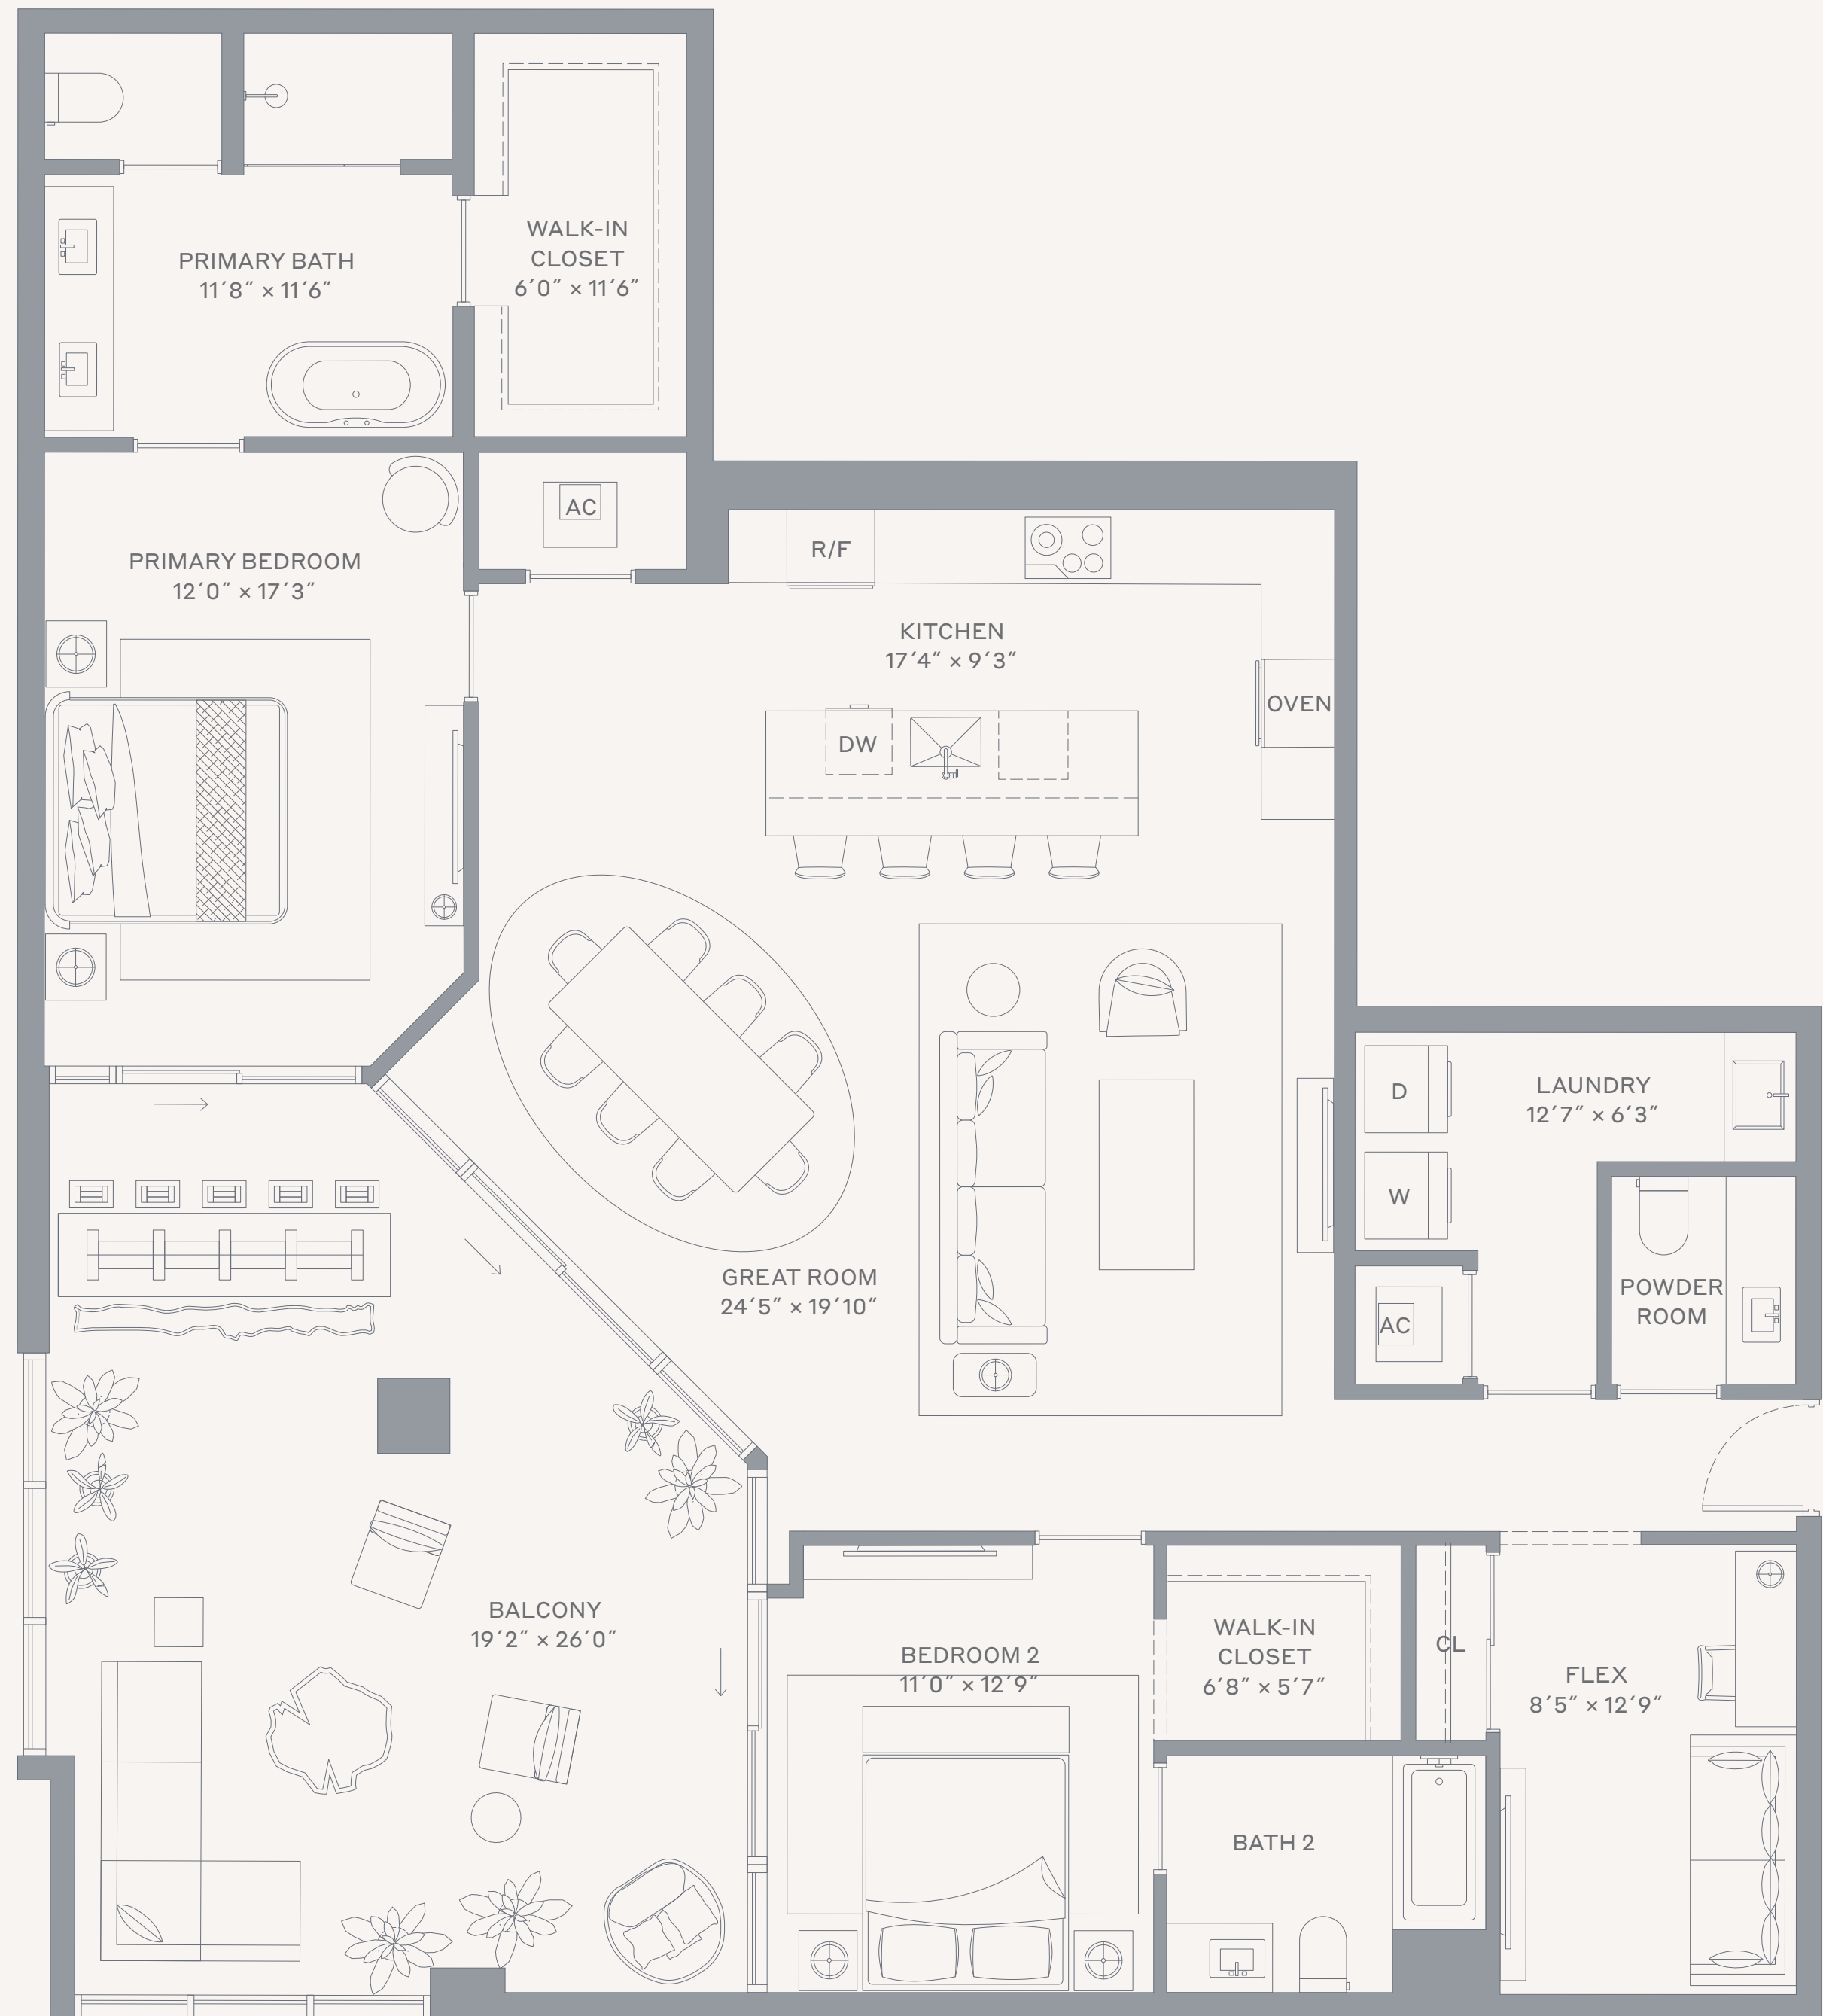 WALK-IN
CLOSET
6´0˝ × 11´6˝
PRIMARY BATH
11´8˝ × 11´6˝
AC
R/F
PRIMARY BEDROOM
12´0˝ × 17´3˝
KITCHEN
17´4˝ × 9´3˝
OVEN
DW
D
LAUNDRY
12´7˝ × 6´3˝
W
GREAT ROOM
24´5˝ × 19´10˝
POWDER
ROOM
AC
BALCONY
19´2˝ × 26´0˝
BEDROOM 2
11´0˝ × 12´9˝
WALK-IN
CLOSET
6´8˝ × 5´7˝
CL
FLEX
8´5˝ × 12´9˝
BATH 2